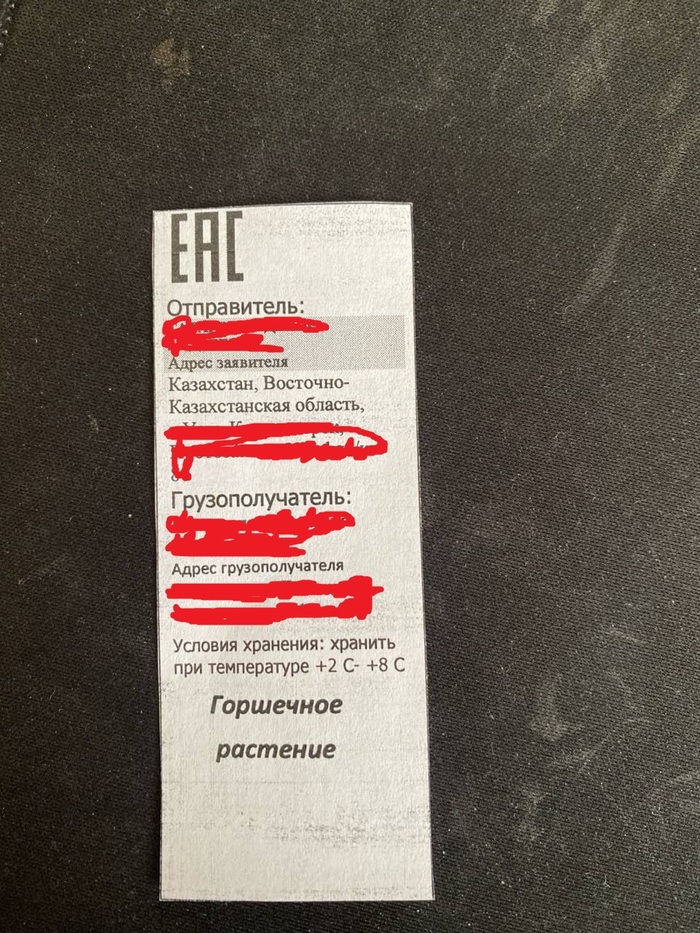 ЕАС
Отправитель:
Адрес заявителя
Казахстан, Восточно-
Казахстанская область,
Грузополучатель:
Адрес грузополучателя
Условия хранения: хранить
при температуре +2 С- +8 С
Горшечное
растение